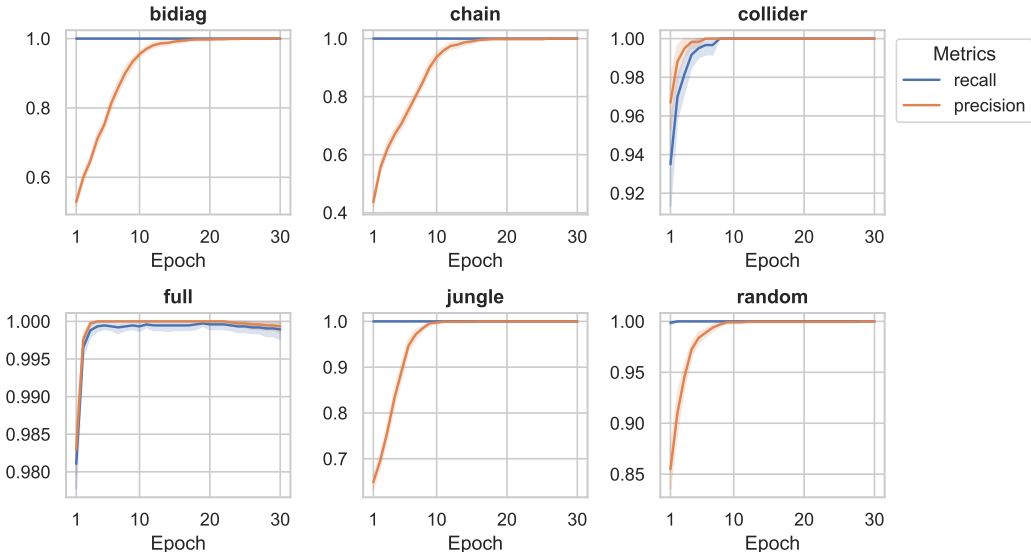 bidiag
1.0
0.8
0.6
1 10 20 30
Epoch
chain
1.0
0.8
0.6
0.4
1 10 20 30
Epoch
collider
1.00
0.98
0.96
0.94
0.92
1 10 20 30
Epoch
Metrics
recall
precision
full
1.000
0.995
0.990
0.985
0.980
1 10 20 30
Epoch
jungle
1.0
0.9
0.8
0.7
1 10 20 30
Epoch
random
1.00
0.95
0.90
0.85
1 10 20 30
Epoch